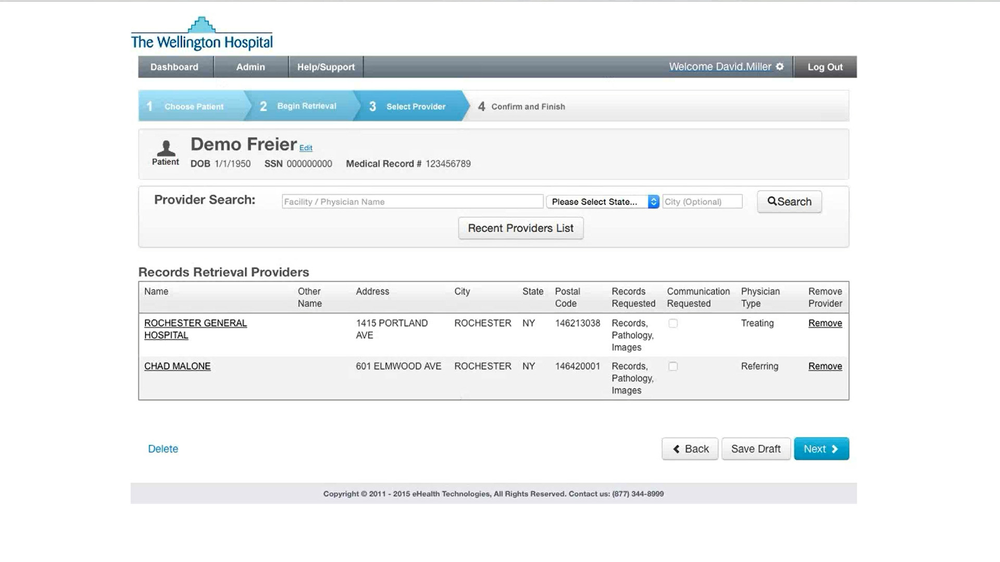 The Wellington Hospital
Dashboard Admin Help/Support Welcome David.Miller Log Out
1 Choose Patient 2 Begin Retrieval 3 Select Provider 4 Confirm and Finish
Demo Freier Edit
Patient DOB 1/1/1950 SSN 000000000 Medical Record # 123456789
Provider Search: Facility / Physician Name Please Select State... City (Optional) Search
Recent Providers List
Records Retrieval Providers
Name Other Address City State Postal Records Communication Physician Remove
Name Code Requested Requested Type Provider
ROCHESTER GENERAL 1415 PORTLAND ROCHESTER NY 146213038 Records, Treating Remove
HOSPITAL AVE Pathology,
Images
CHAD MALONE 601 ELMWOOD AVE ROCHESTER NY 146420001 Records, Referring Remove
Pathology,
Images
Delete Back Save Draft Next
Copyright © 2011 - 2015 eHealth Technologies, All Rights Reserved. Contact us: (877) 344-8999